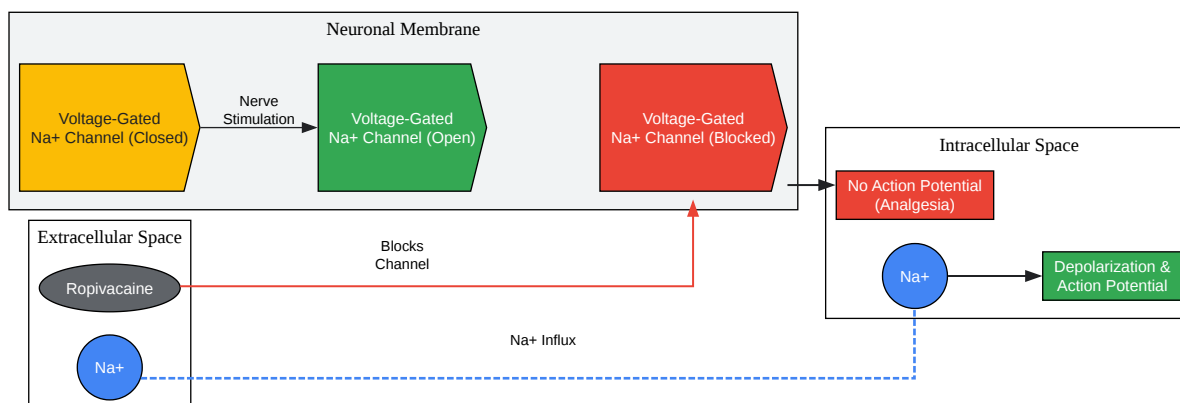 Neuronal Membrane
Voltage-Gated
Na+ Channel (Closed)
Nerve
Stimulation
Voltage-Gated
Na+ Channel (Open)
Voltage-Gated
Na+ Channel (Blocked)
Intracellular Space
No Action Potential
(Analgesia)
Na+
Depolarization &
Action Potential
Extracellular Space
Ropivacaine
Blocks
Channel
Na+ Influx
Na+